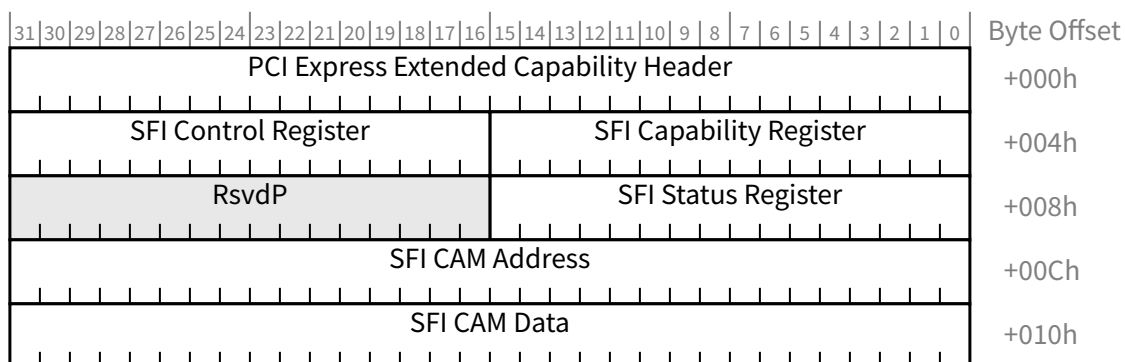 31 30 29 28 27 26 25 24 23 22 21 20 19 18 17 16 15 14 13 12 11 10 9 8 7 6 5 4 3 2 1 0 Byte Offset
PCI Express Extended Capability Header +000h
SFI Control Register SFI Capability Register +004h
RsvdP SFI Status Register +008h
SFI CAM Address +00Ch
SFI CAM Data +010h